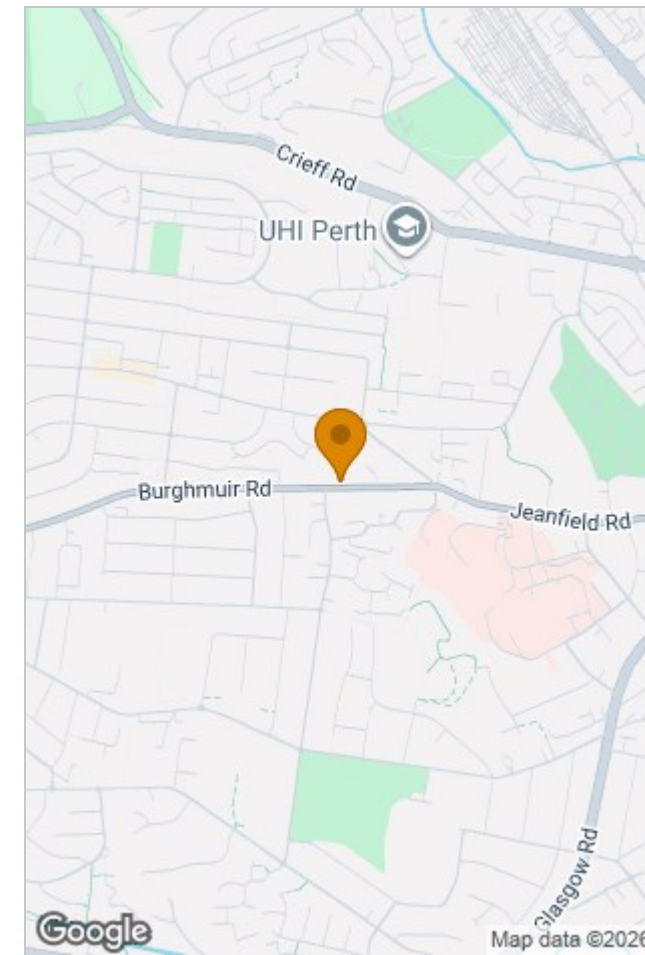 Crieff Rd
UHI Perth
Burghmuir Rd
Jeanfield Rd
Glasgow Rd
Google
Map data ©2026